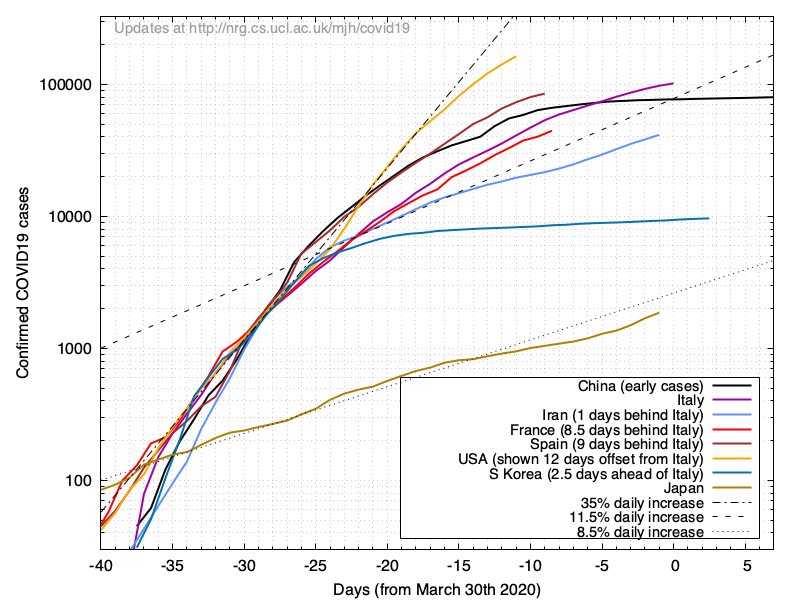 Updates at http://nrg.cs.ucl.ac.uk/mjh/covid19
100000
10000
1000
100
Confirmed COVID19 cases
China (early cases)
Italy
Iran (1 days behind Italy)
France (8.5 days behind Italy)
Spain (9 days behind Italy)
USA (shown 12 days offset from Italy)
S Korea (2.5 days ahead of Italy)
Japan
35% daily increase
11.5% daily increase
8.5% daily increase
-40 -35 -30 -25 -20 -15 -10 -5 0 5
Days (from March 30th 2020)